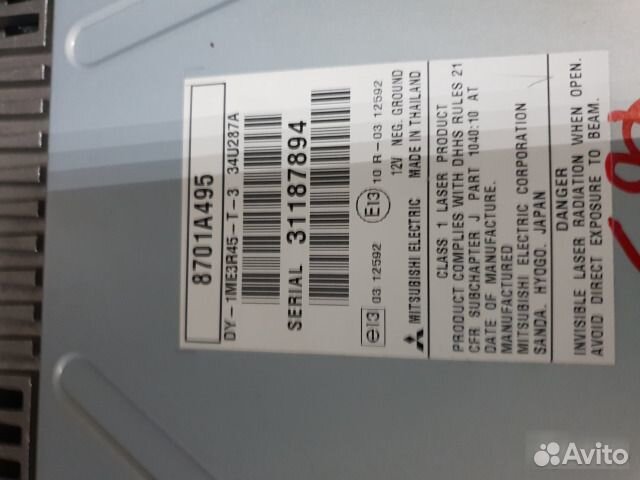 8701A495
DY-1ME3R45-T-3 34U287A
SERIAL 31187894
e13 03 12592 E13 10 R-03 12592
12V NEG. GROUND
MITSUBISHI ELECTRIC MADE IN THAILAND
CLASS 1 LASER PRODUCT
PRODUCT COMPLIES WITH DHHS RULES 21
CFR SUBCHAPTER J PART 1040:10 AT
DATE OF MANUFACTURE.
MANUFACTURED
MITSUBISHI ELECTRIC CORPORATION
SANDA, HYOGO, JAPAN
DANGER
INVISIBLE LASER RADIATION WHEN OPEN.
AVOID DIRECT EXPOSURE TO BEAM.
Avito